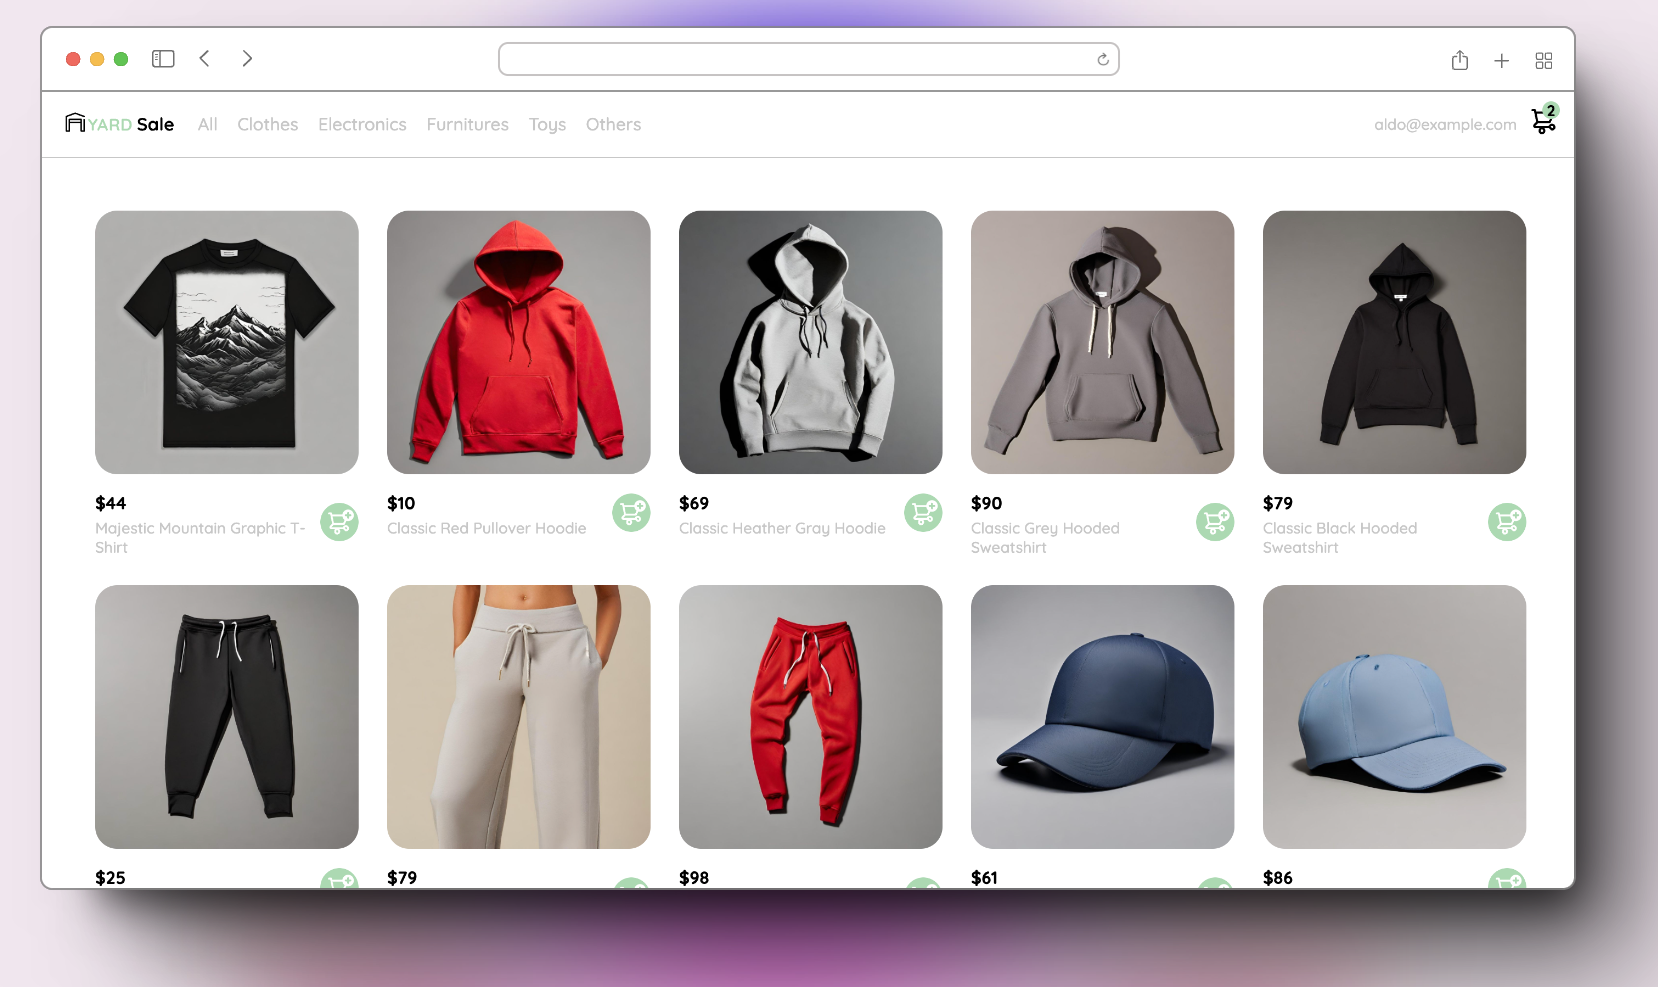 YARD Sale All Clothes Electronics Furnitures Toys Others aldo@example.com 2
$44
Majestic Mountain Graphic T-
Shirt
$10
Classic Red Pullover Hoodie
$69
Classic Heather Gray Hoodie
$90
Classic Grey Hooded
Sweatshirt
$79
Classic Black Hooded
Sweatshirt
$25
$79
$98
$61
$86